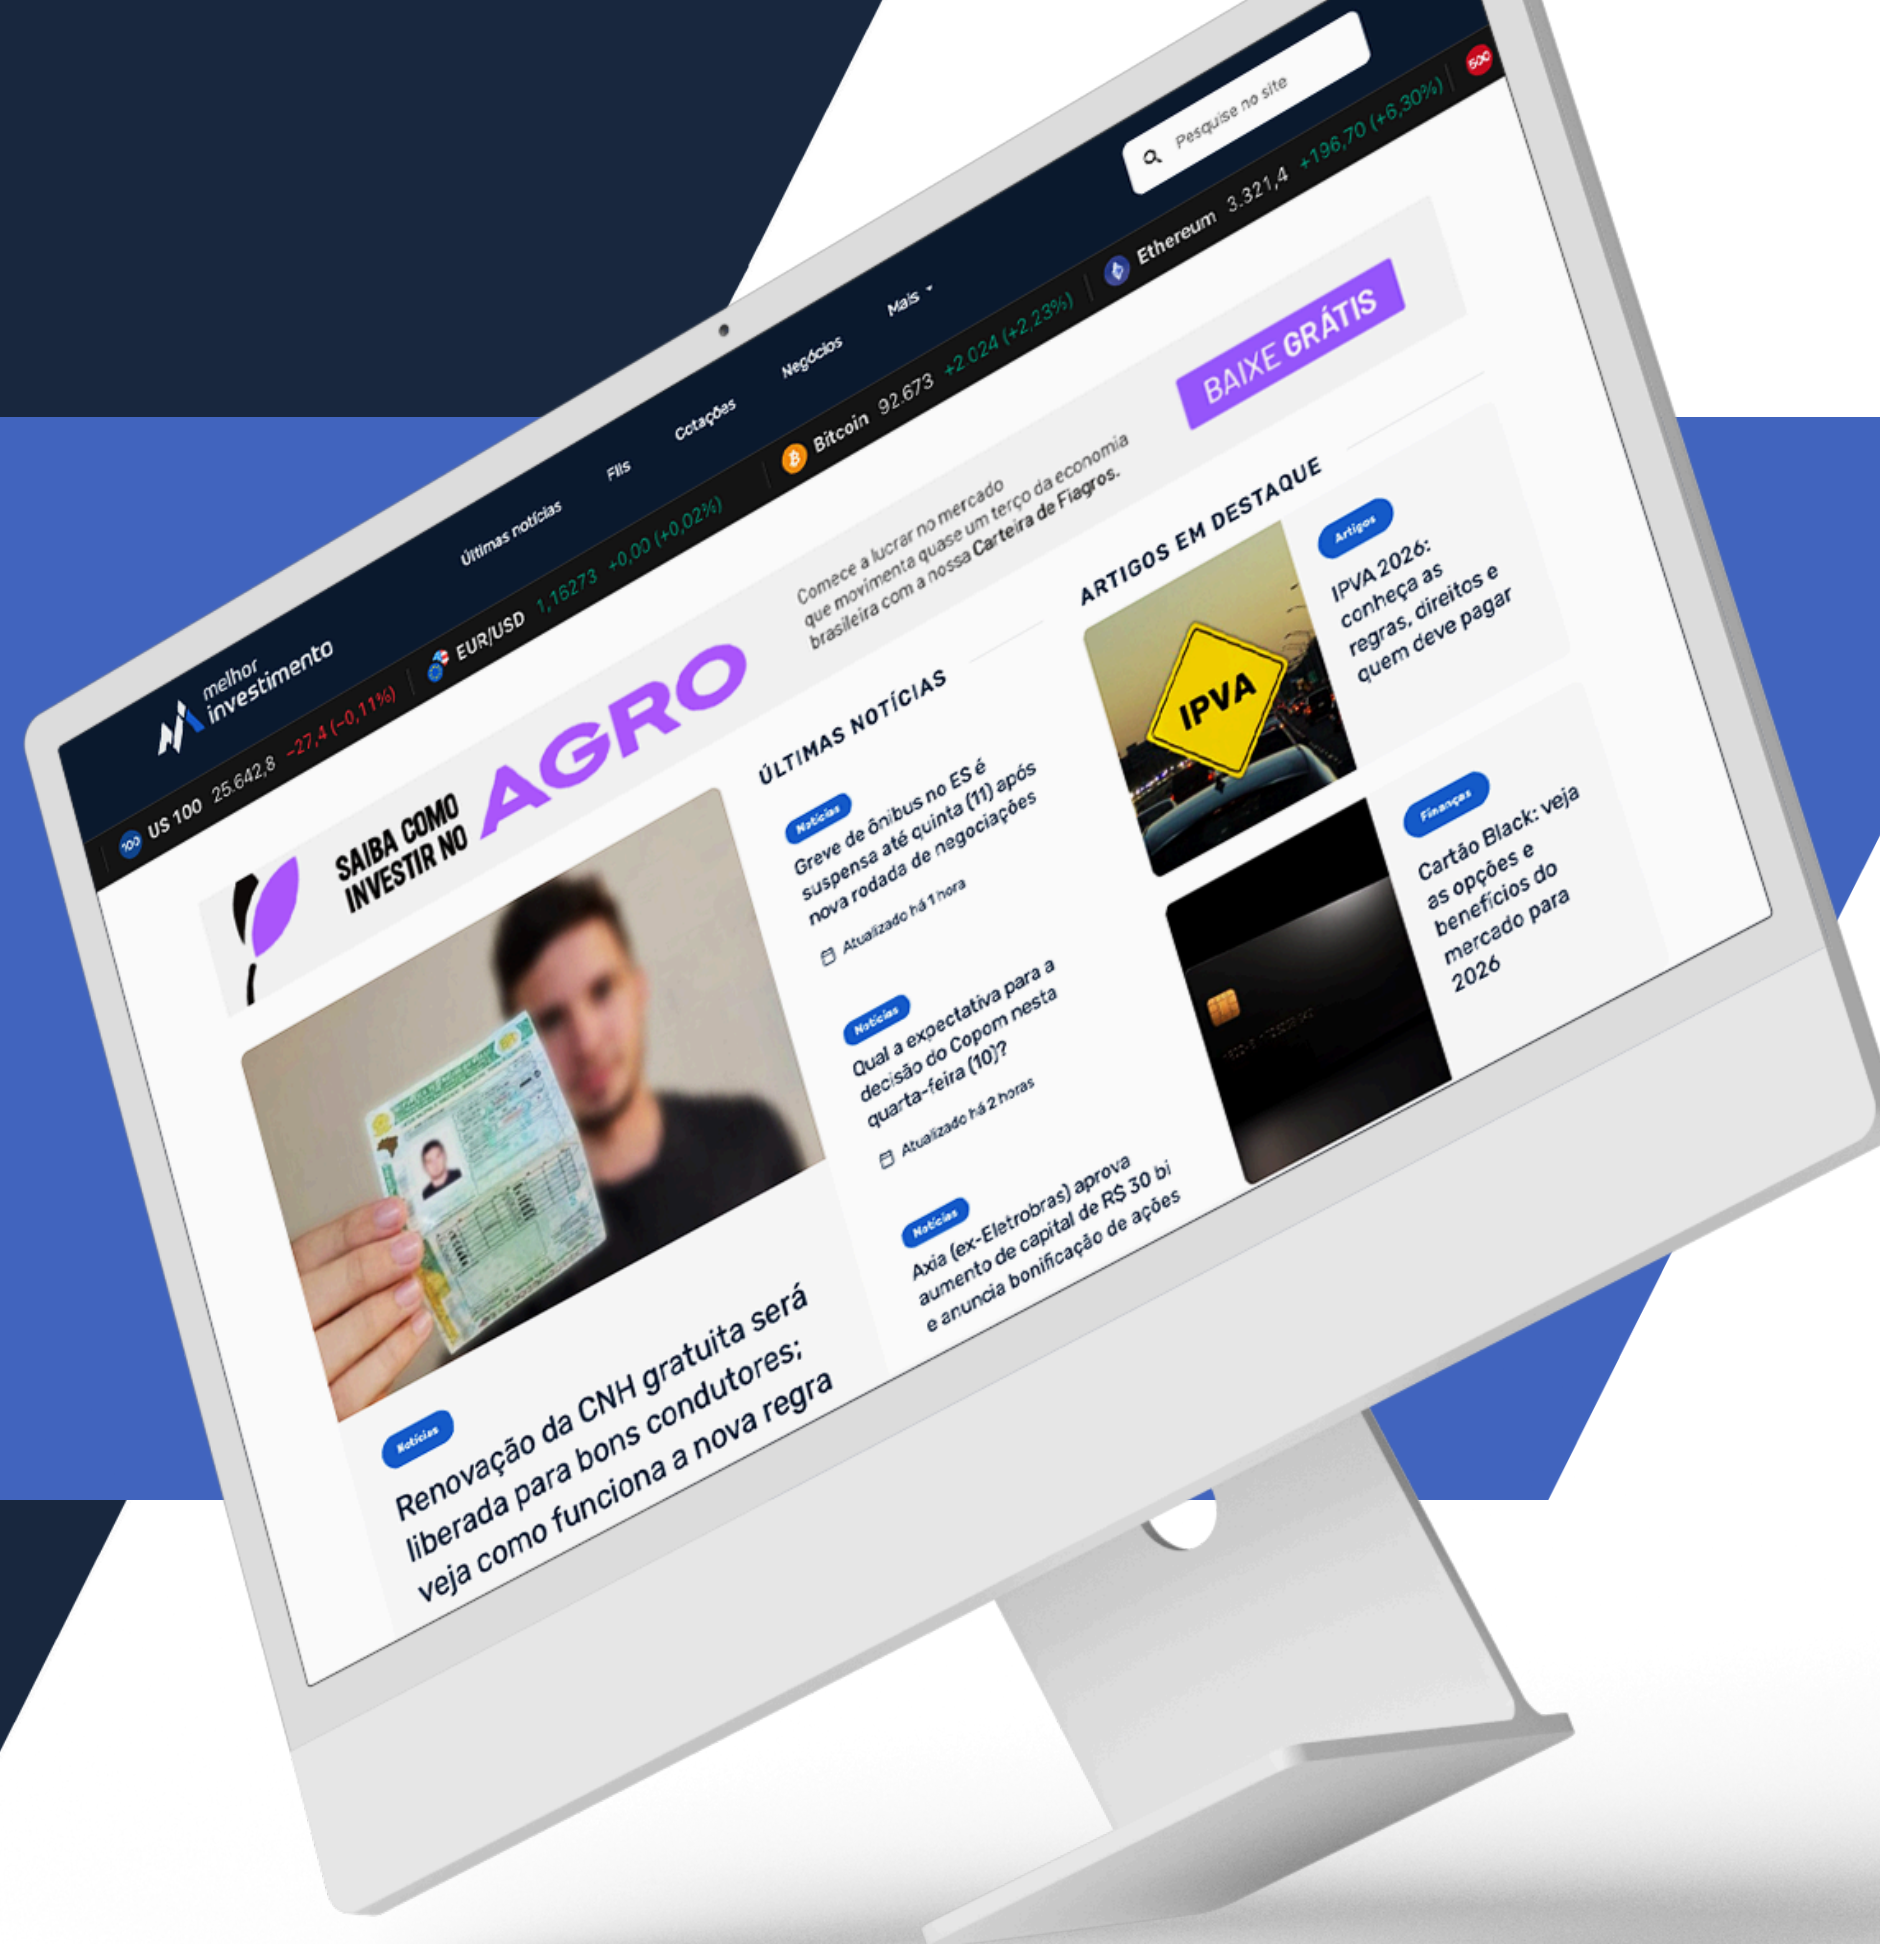 melhor
investimento
Últimas notícias
FIIs
Cotações
Negócios
Mais
Pesquise no site
100 US 100 25.642,8 −27,4 (−0,11%)
EUR/USD 1,16273 +0,00 (+0,02%)
Bitcoin 92.673 +2.024 (+2,23%)
Ethereum 3.321,4 +196,70 (+6,30%)
500
SAIBA COMO
INVESTIR NO
AGRO
Comece a lucrar no mercado
que movimenta quase um terço da economia
brasileira com a nossa Carteira de Fiagros.
BAIXE GRÁTIS
Notícias
Renovação da CNH gratuita será
liberada para bons condutores;
veja como funciona a nova regra
ÚLTIMAS NOTÍCIAS
Notícias
Greve de ônibus no ES é
suspensa até quinta (11) após
nova rodada de negociações
Atualizado há 1 hora
Notícias
Qual a expectativa para a
decisão do Copom nesta
quarta-feira (10)?
Atualizado há 2 horas
Notícias
Axia (ex-Eletrobras) aprova
aumento de capital de R$ 30 bi
e anuncia bonificação de ações
ARTIGOS EM DESTAQUE
IPVA
Artigos
IPVA 2026:
conheça as
regras, direitos e
quem deve pagar
Finanças
Cartão Black: veja
as opções e
benefícios do
mercado para
2026